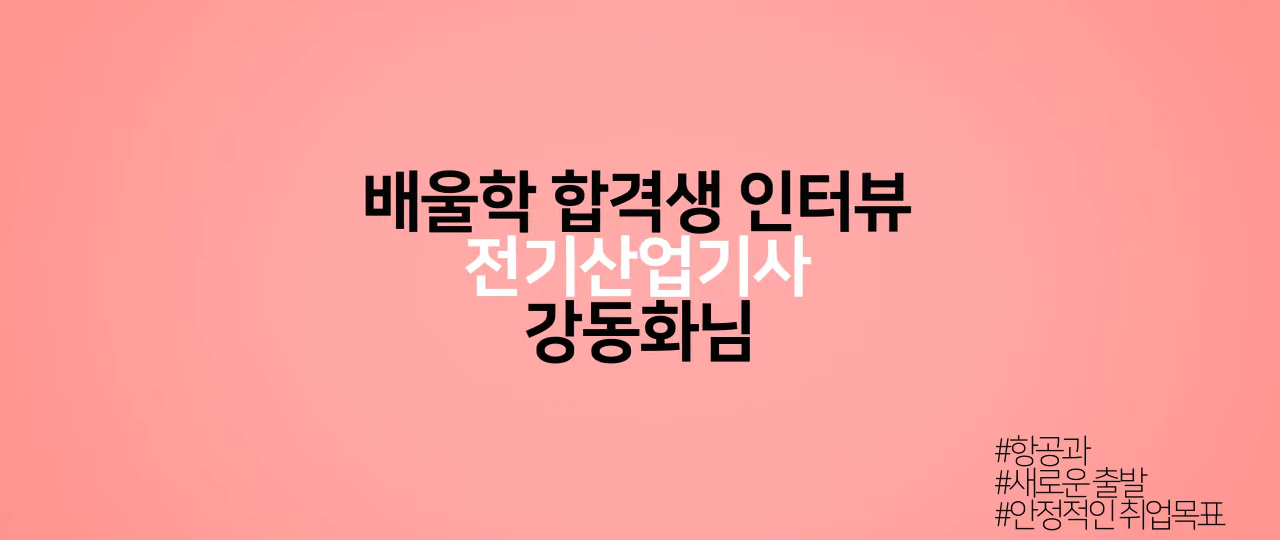 배울학 합격생 인터뷰
전기산업기사
강동화님
#항공과
#새로운 출발
#안정적인 취업목표